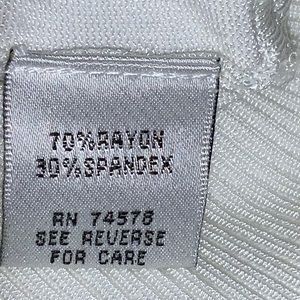 70%RAYON
30%SPANDEX
RN 74578
SEE REVERSE
FOR CARE